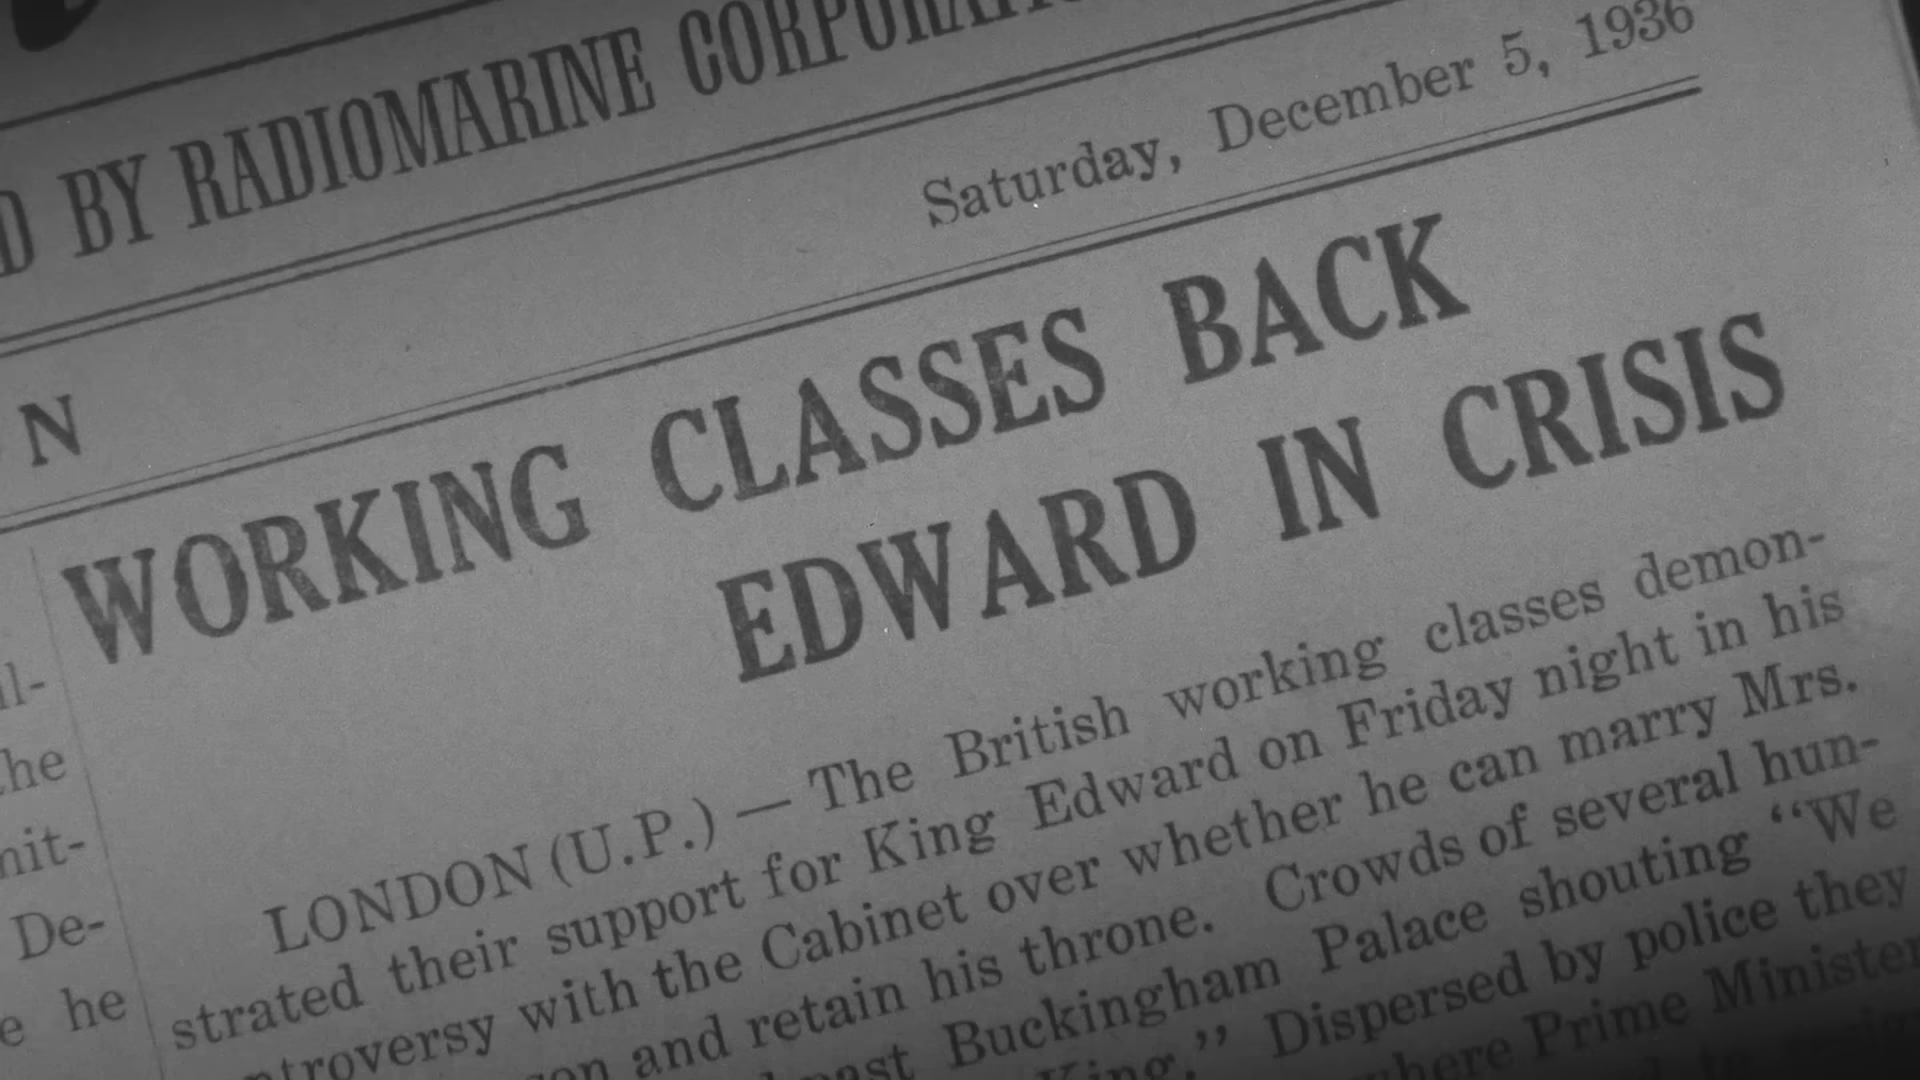 BY RADIOMARINE
Saturday, December 5, 1936
N
WORKING CLASSES BACK
EDWARD IN CRISIS
LONDON (U.P.) — The British working classes demon-
strated their support for King Edward on Friday night in his
with the Cabinet over whether he can marry Mrs.
and retain his throne. Crowds of several hun-
Buckingham Palace shouting “We
King.” Dispersed by police they
where Prime Minister
he
De-
he